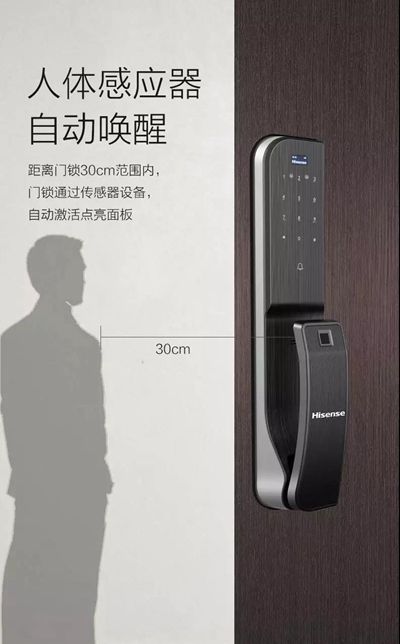 人体感应器
自动唤醒
距离门锁30cm范围内，
门锁通过传感器设备，
自动激活点亮面板
Hisense
30cm
Hisense